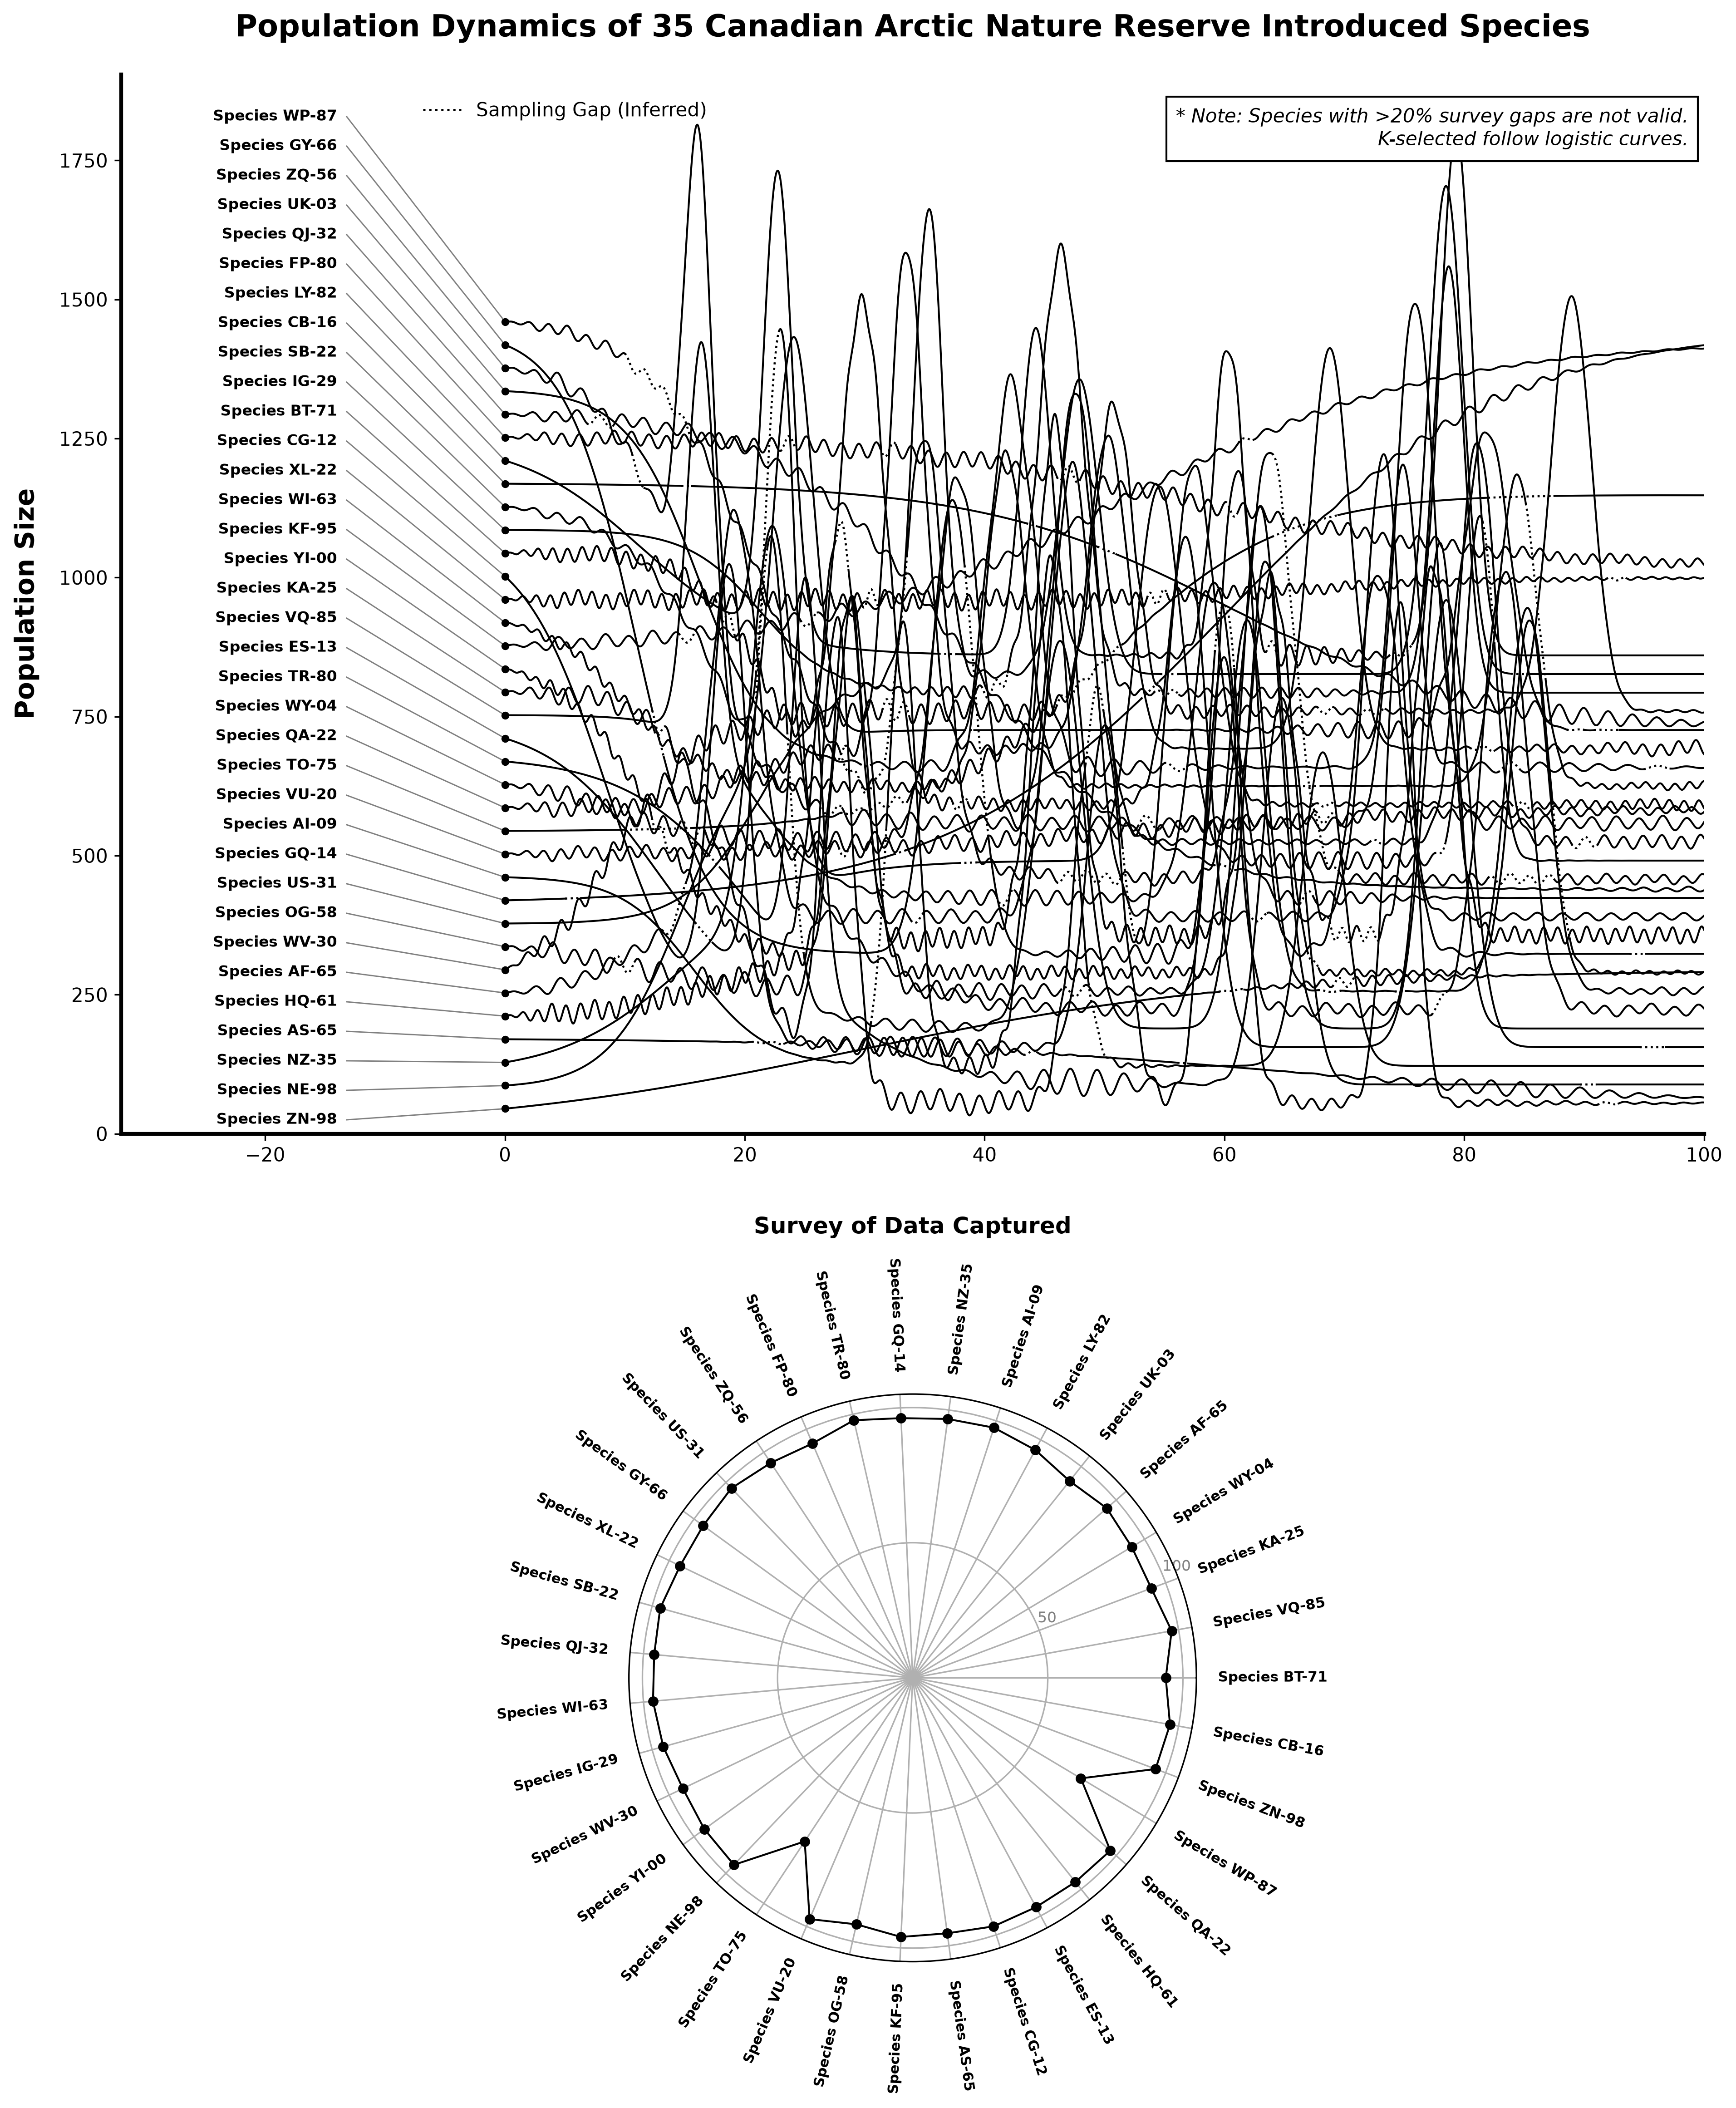 Population Dynamics of 35 Canadian Arctic Nature Reserve Introduced Species
Population Size
1750
1500
1250
1000
750
500
250
0
Species WP-87
Species GY-66
Species ZQ-56
Species UK-03
Species QJ-32
Species FP-80
Species LY-82
Species CB-16
Species SB-22
Species IG-29
Species BT-71
Species CG-12
Species XL-22
Species WI-63
Species KF-95
Species YI-00
Species KA-25
Species VQ-85
Species ES-13
Species TR-80
Species WY-04
Species QA-22
Species TO-75
Species VU-20
Species AI-09
Species GQ-14
Species US-31
Species OG-58
Species WV-30
Species AF-65
Species HQ-61
Species AS-65
Species NZ-35
Species NE-98
Species ZN-98
Sampling Gap (Inferred)
* Note: Species with >20% survey gaps are not valid.
K-selected follow logistic curves.
−20
0
20
40
60
80
100
Survey of Data Captured
Species BT-71
Species VQ-85
Species KA-25
Species WY-04
Species AF-65
Species UK-03
Species LY-82
Species AI-09
Species NZ-35
Species GQ-14
Species TR-80
Species FP-80
Species ZQ-56
Species US-31
Species GY-66
Species XL-22
Species SB-22
Species QJ-32
Species WI-63
Species IG-29
Species WV-30
Species YI-00
Species NE-98
Species TO-75
Species VU-20
Species OG-58
Species KF-95
Species AS-65
Species CG-12
Species ES-13
Species HQ-61
Species QA-22
Species WP-87
Species ZN-98
Species CB-16
50
100